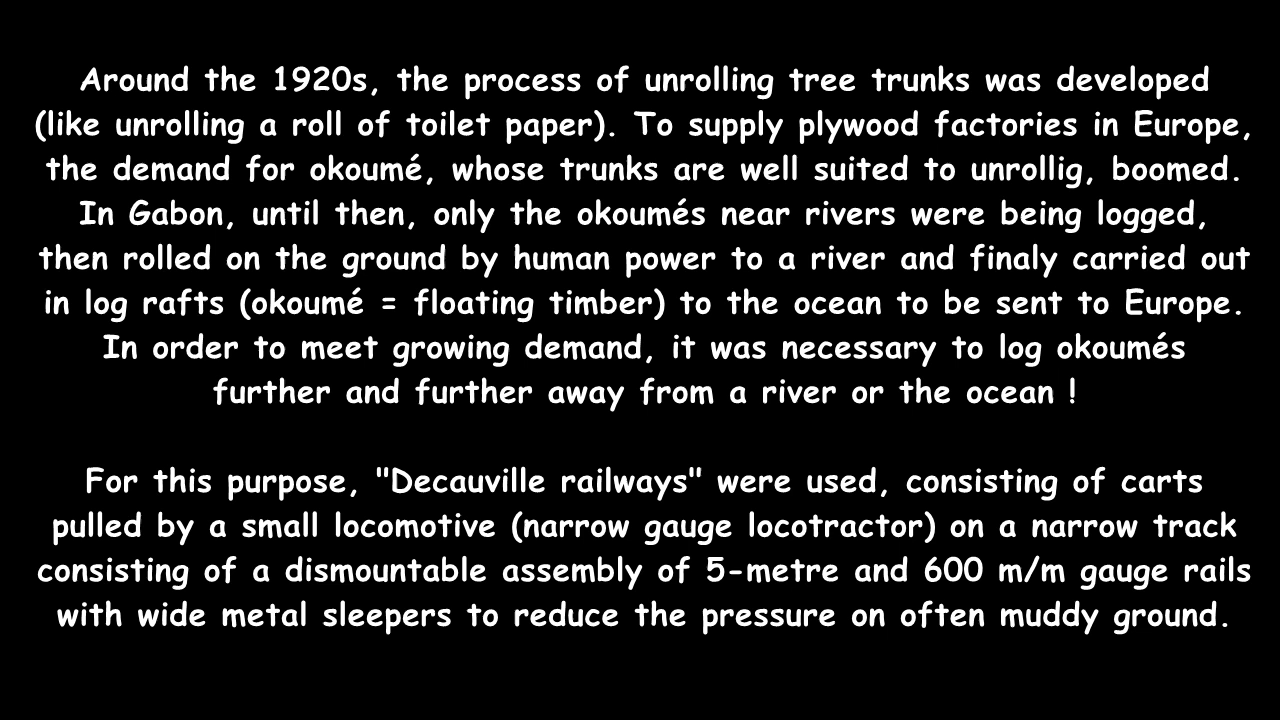 Around the 1920s, the process of unrolling tree trunks was developed
(like unrolling a roll of toilet paper). To supply plywood factories in Europe,
the demand for okoumé, whose trunks are well suited to unrollig, boomed.
In Gabon, until then, only the okoumés near rivers were being logged,
then rolled on the ground by human power to a river and finaly carried out
in log rafts (okoumé = floating timber) to the ocean to be sent to Europe.
In order to meet growing demand, it was necessary to log okoumés
further and further away from a river or the ocean !
For this purpose, "Decauville railways" were used, consisting of carts
pulled by a small locomotive (narrow gauge locotractor) on a narrow track
consisting of a dismountable assembly of 5-metre and 600 m/m gauge rails
with wide metal sleepers to reduce the pressure on often muddy ground.